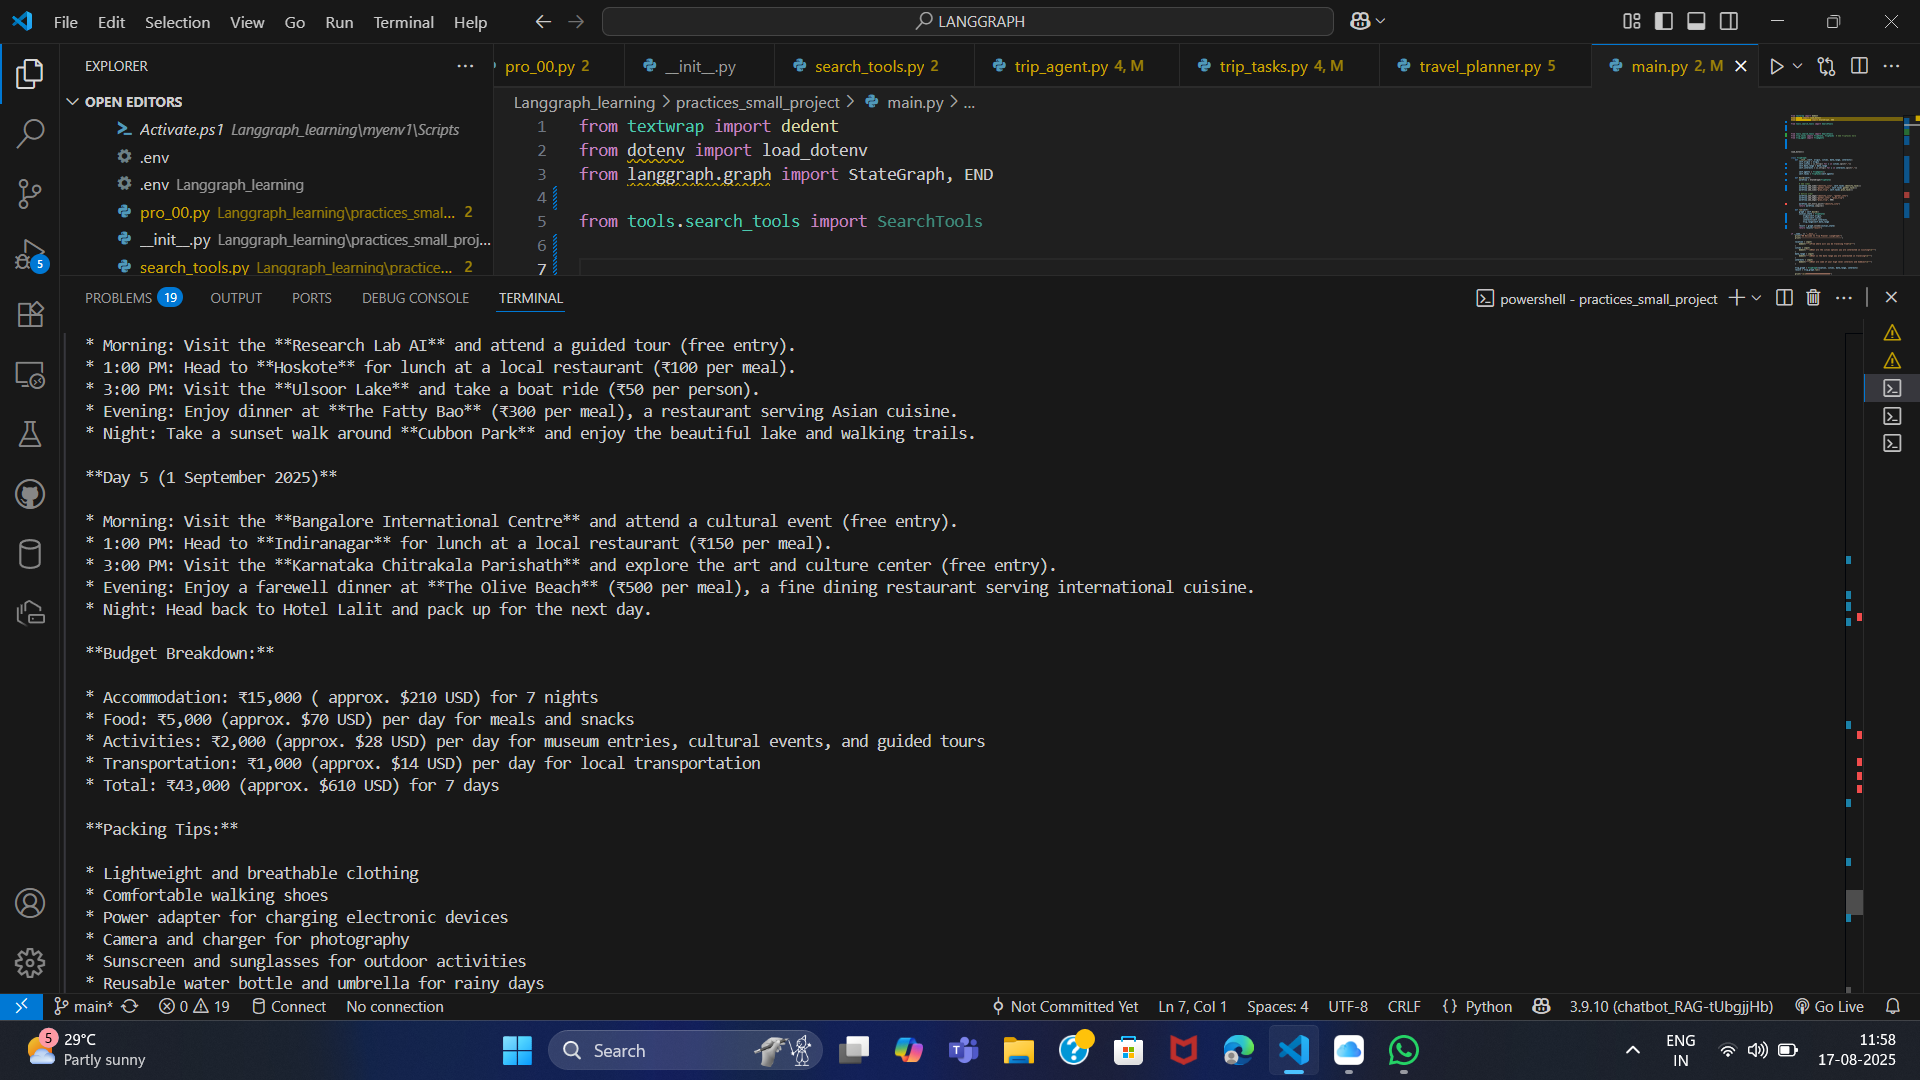 File Edit Selection View Go Run Terminal Help
LANGGRAPH
EXPLORER
OPEN EDITORS
Activate.ps1 Langgraph_learning\myenv1\Scripts
.env
.env Langgraph_learning
pro_00.py Langgraph_learning\practices_smal... 2
__init__.py Langgraph_learning\practices_small_proj...
search_tools.py Langgraph_learning\practice... 2
pro_00.py 2
__init__.py
search_tools.py 2
trip_agent.py 4, M
trip_tasks.py 4, M
travel_planner.py 5
main.py 2, M
Langgraph_learning > practices_small_project > main.py > ...
1 from textwrap import dedent
2 from dotenv import load_dotenv
3 from langgraph.graph import StateGraph, END
4
5 from tools.search_tools import SearchTools
6
7
PROBLEMS 19 OUTPUT PORTS DEBUG CONSOLE TERMINAL
powershell - practices_small_project
* Morning: Visit the **Research Lab AI** and attend a guided tour (free entry).
* 1:00 PM: Head to **Hoskote** for lunch at a local restaurant (₹100 per meal).
* 3:00 PM: Visit the **Ulsoor Lake** and take a boat ride (₹50 per person).
* Evening: Enjoy dinner at **The Fatty Bao** (₹300 per meal), a restaurant serving Asian cuisine.
* Night: Take a sunset walk around **Cubbon Park** and enjoy the beautiful lake and walking trails.
**Day 5 (1 September 2025)**
* Morning: Visit the **Bangalore International Centre** and attend a cultural event (free entry).
* 1:00 PM: Head to **Indiranagar** for lunch at a local restaurant (₹150 per meal).
* 3:00 PM: Visit the **Karnataka Chitrakala Parishath** and explore the art and culture center (free entry).
* Evening: Enjoy a farewell dinner at **The Olive Beach** (₹500 per meal), a fine dining restaurant serving international cuisine.
* Night: Head back to Hotel Lalit and pack up for the next day.
**Budget Breakdown:**
* Accommodation: ₹15,000 ( approx. $210 USD) for 7 nights
* Food: ₹5,000 (approx. $70 USD) per day for meals and snacks
* Activities: ₹2,000 (approx. $28 USD) per day for museum entries, cultural events, and guided tours
* Transportation: ₹1,000 (approx. $14 USD) per day for local transportation
* Total: ₹43,000 (approx. $610 USD) for 7 days
**Packing Tips:**
* Lightweight and breathable clothing
* Comfortable walking shoes
* Power adapter for charging electronic devices
* Camera and charger for photography
* Sunscreen and sunglasses for outdoor activities
* Reusable water bottle and umbrella for rainy days
5
main* 0 19 Connect No connection
Not Committed Yet Ln 7, Col 1 Spaces: 4 UTF-8 CRLF {} Python 3.9.10 (chatbot_RAG-tUbgjjHb) Go Live
5
29°C
Partly sunny
Search
ENG
IN
11:58
17-08-2025